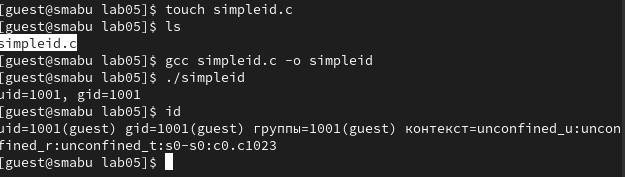 [guest@smabu lab05]$ touch simpleid.c
[guest@smabu lab05]$ ls
simpleid.c
[guest@smabu lab05]$ gcc simpleid.c -o simpleid
[guest@smabu lab05]$ ./simpleid
uid=1001, gid=1001
[guest@smabu lab05]$ id
uid=1001(guest) gid=1001(guest) группы=1001(guest) контекст=unconfined_u:uncon
fined_r:unconfined_t:s0-s0:c0.c1023
[guest@smabu lab05]$